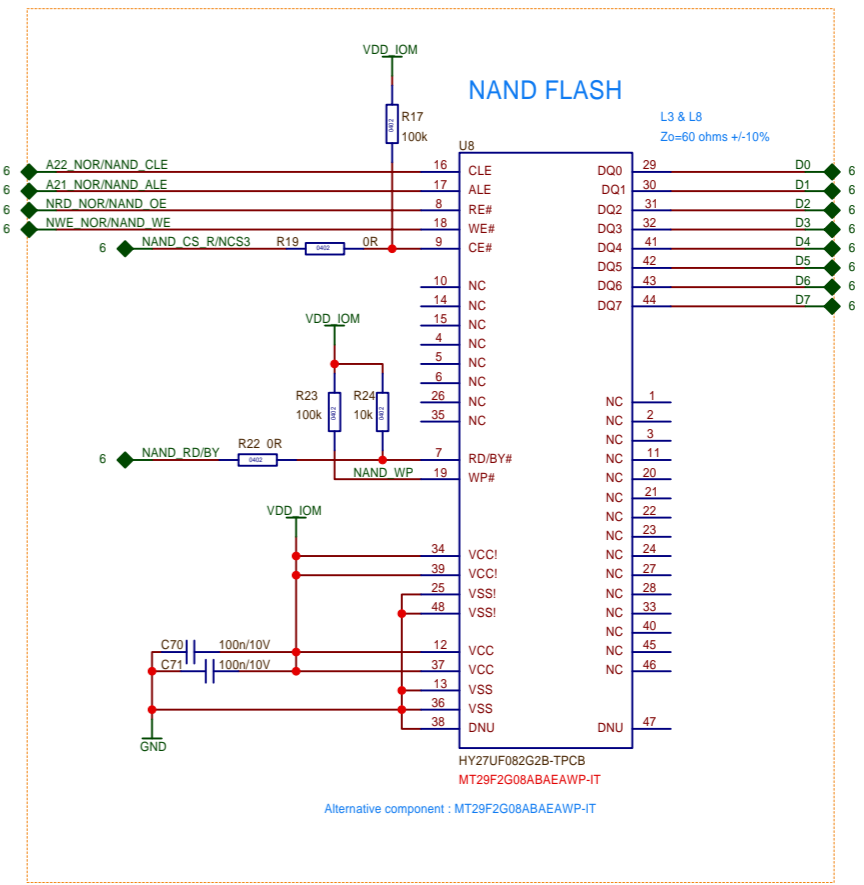 VDD_IOM
NAND FLASH
R17
0402
100k
L3 & L8
Zo=60 ohms +/-10%
U8
6 A22_NOR/NAND_CLE 16 CLE DQ0 29 D0 6
6 A21_NOR/NAND_ALE 17 ALE DQ1 30 D1 6
6 NRD_NOR/NAND_OE 8 RE# DQ2 31 D2 6
6 NWE_NOR/NAND_WE 18 WE# DQ3 32 D3 6
6 NAND_CS_R/NCS3 R19 0402 0R 9 CE# DQ4 41 D4 6
DQ5 42 D5 6
10 NC DQ6 43 D6 6
14 NC DQ7 44 D7 6
15 NC
VDD_IOM
4 NC
5 NC
6 NC
26 NC NC 1
35 NC NC 2
R23 0402 100k
R24 0402 10k
NC 3
6 NAND_RD/BY R22 0R 0402 7 RD/BY# NC 11
NAND_WP 19 WP# NC 20
NC 21
VDD_IOM
NC 22
NC 23
34 VCC! NC 24
39 VCC! NC 27
25 VSS! NC 28
48 VSS! NC 33
NC 40
C70 100n/10V 12 VCC NC 45
C71 100n/10V 37 VCC NC 46
13 VSS
36 VSS
38 DNU DNU 47
GND
HY27UF082G2B-TPCB
MT29F2G08ABAEAWP-IT
Alternative component : MT29F2G08ABAEAWP-IT